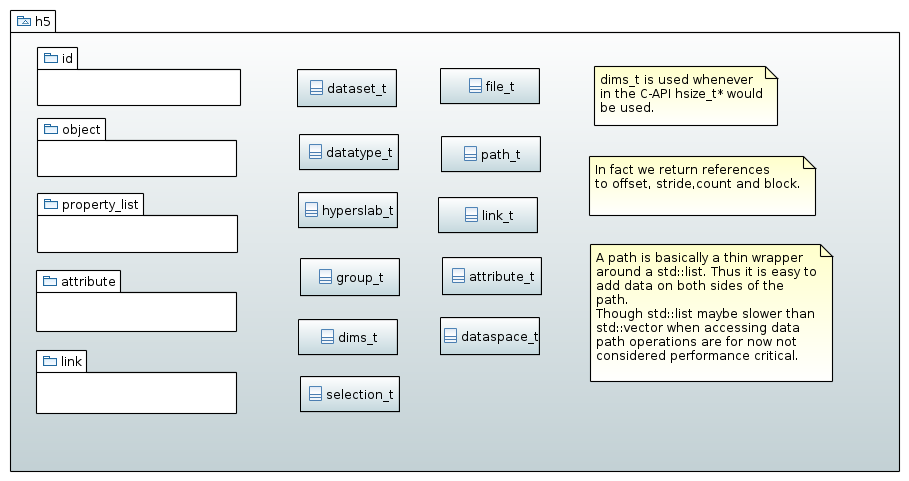 h5
id
object
property_list
attribute
link
dataset_t
datatype_t
hyperslab_t
group_t
dims_t
selection_t
file_t
path_t
link_t
attribute_t
dataspace_t
dims_t is used whenever
in the C-API hsize_t* would
be used.
In fact we return references
to offset, stride,count and block.
A path is basically a thin wrapper
around a std::list. Thus it is easy to
add data on both sides of the
path.
Though std::list maybe slower than
std::vector when accessing data
path operations are for now not
considered performance critical.